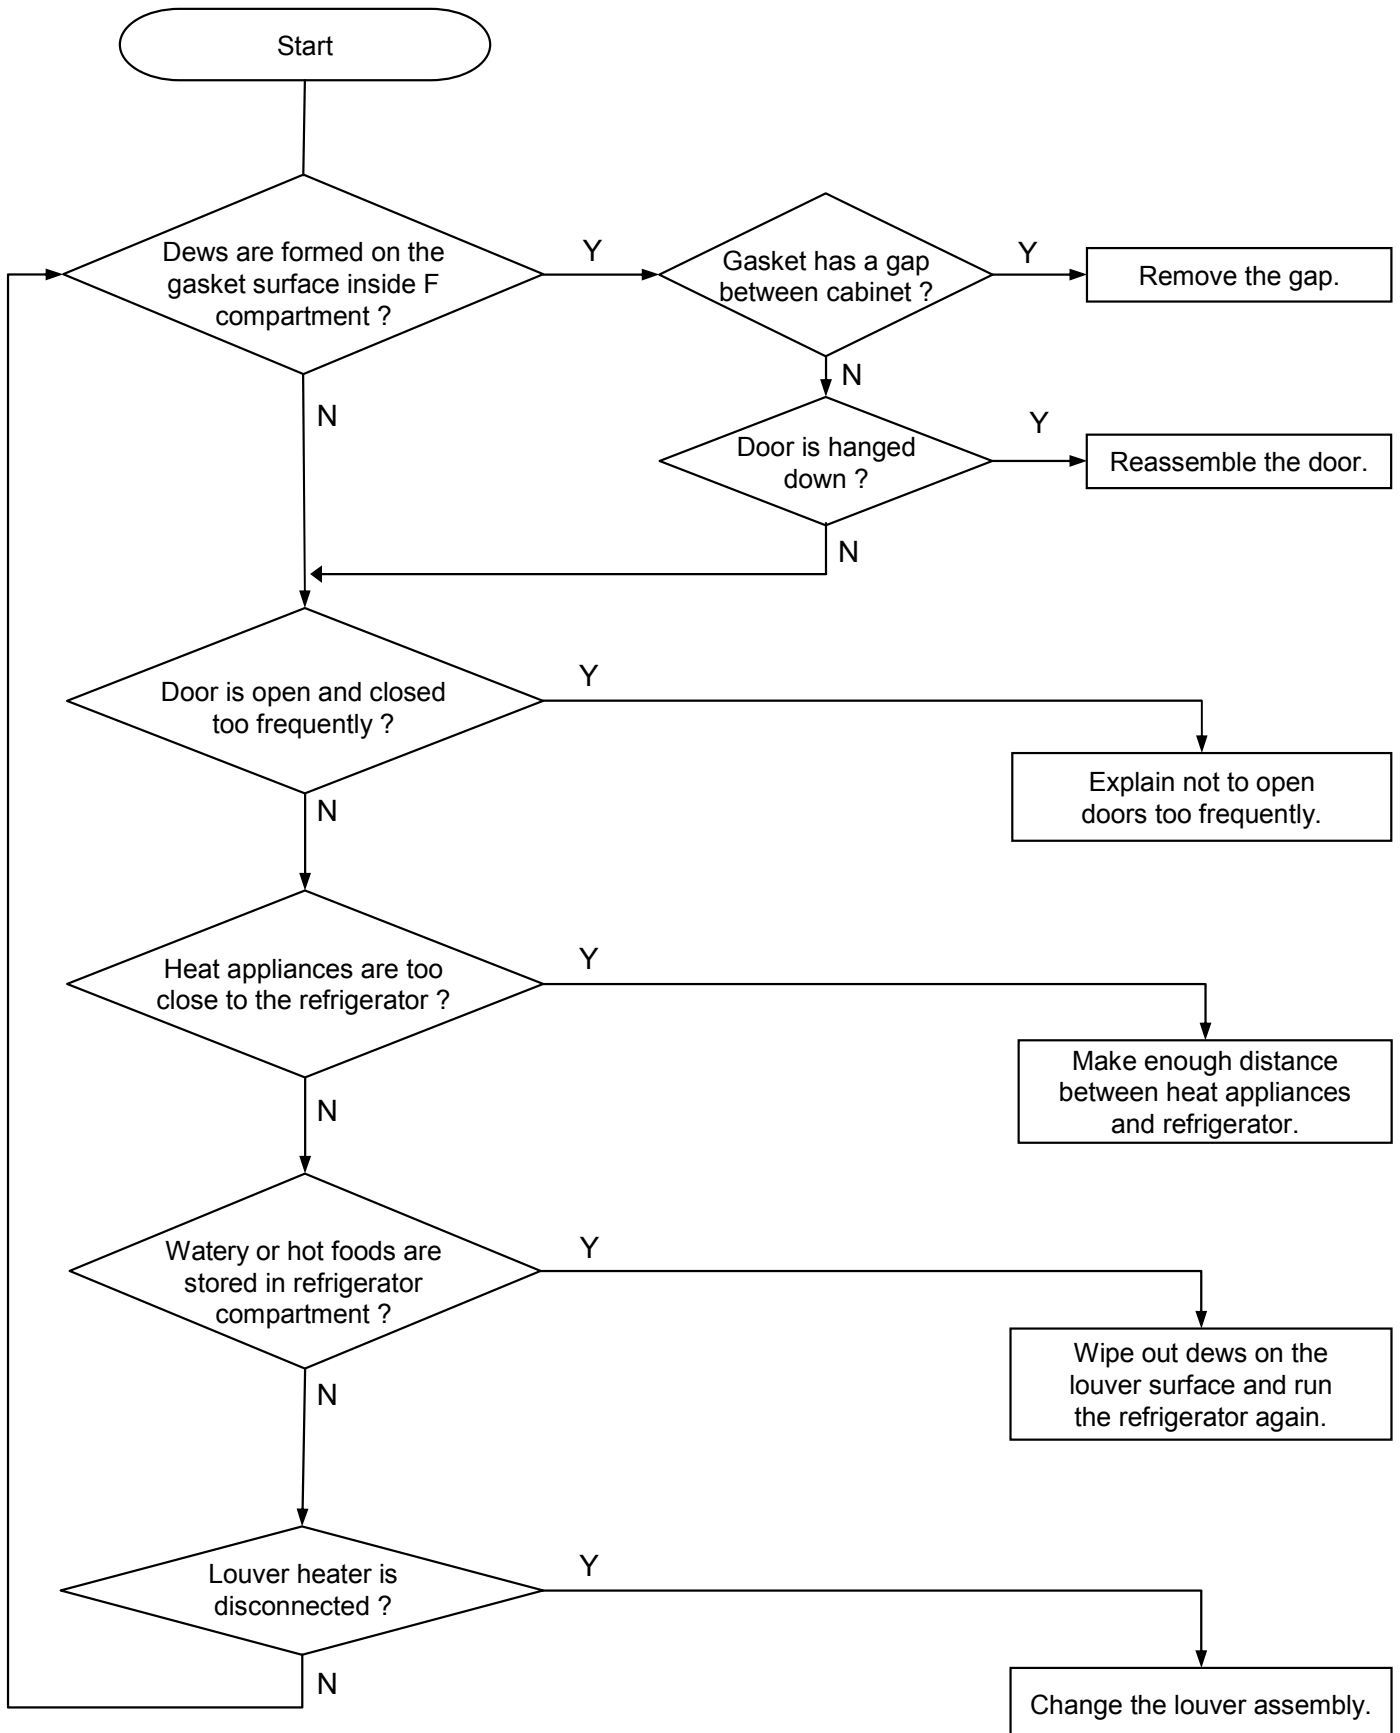 Start
Dews are formed on the
gasket surface inside F
compartment ?
Y
Gasket has a gap
between cabinet ?
Y
Remove the gap.
N
N
Door is hanged
down ?
Y
Reassemble the door.
N
Door is open and closed
too frequently ?
Y
Explain not to open
doors too frequently.
N
Heat appliances are too
close to the refrigerator ?
Y
Make enough distance
between heat appliances
and refrigerator.
N
Watery or hot foods are
stored in refrigerator
compartment ?
Y
Wipe out dews on the
louver surface and run
the refrigerator again.
N
Louver heater is
disconnected ?
Y
Change the louver assembly.
N